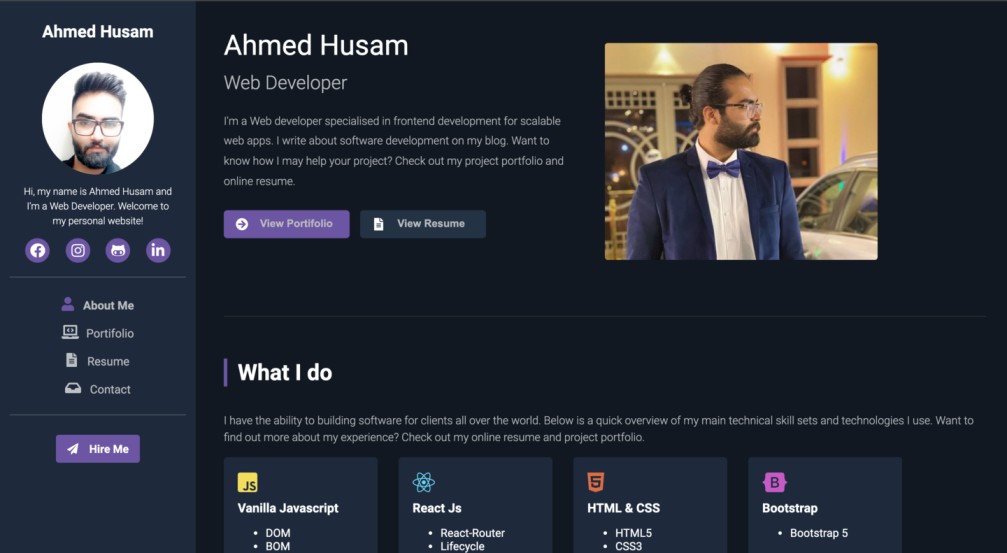 Ahmed Husam
Hi, my name is Ahmed Husam and
I'm a Web Developer. Welcome to
my personal website!
About Me
Portifolio
Resume
Contact
Hire Me
Ahmed Husam
Web Developer
I'm a Web developer specialised in frontend development for scalable
web apps. I write about software development on my blog. Want to
know how I may help your project? Check out my project portfolio and
online resume.
View Portifolio
View Resume
What I do
I have the ability to building software for clients all over the world. Below is a quick overview of my main technical skill sets and technologies I use. Want to
find out more about my experience? Check out my online resume and project portfolio.
JS
Vanilla Javascript
• DOM
• BOM
React Js
• React-Router
• Lifecycle
5
HTML & CSS
• HTML5
• CSS3
B
Bootstrap
• Bootstrap 5